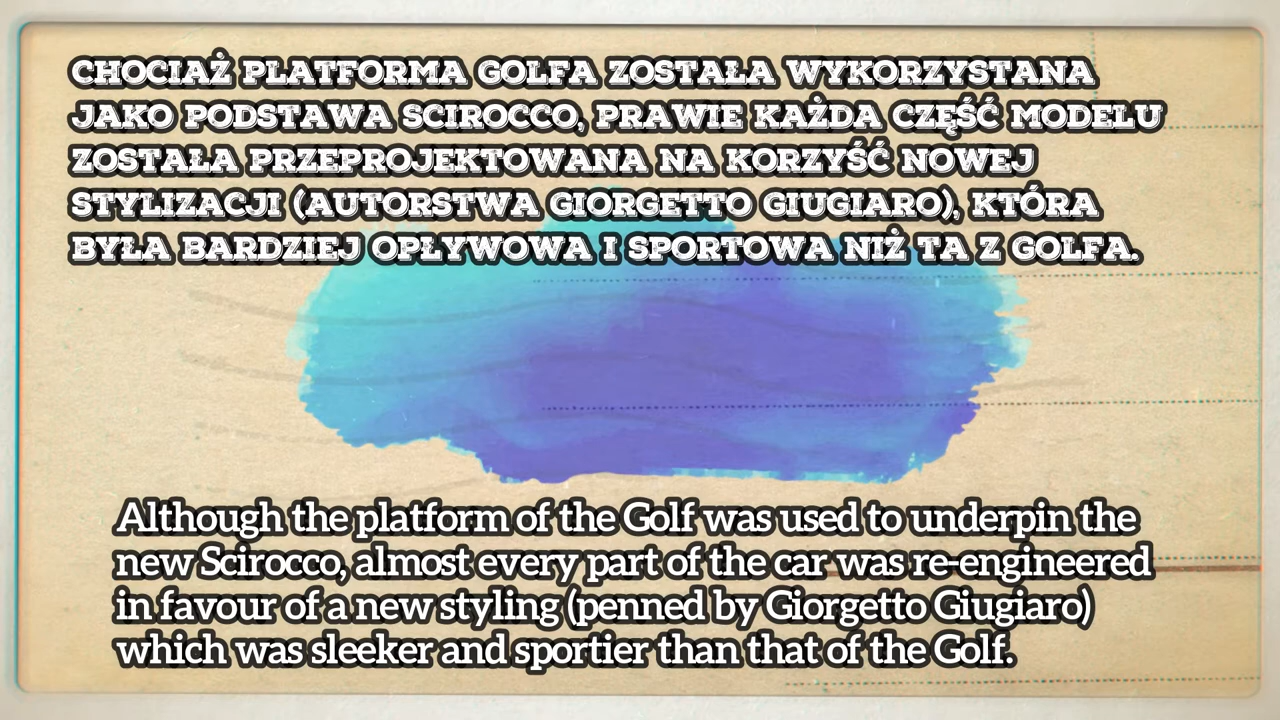 CHOCIAŻ PLATFORMA GOLFA ZOSTAŁA WYKORZYSTANA
JAKO PODSTAWA SCIROCCO, PRAWIE KAŻDA CZĘŚĆ MODELU
ZOSTAŁA PRZEPROJEKTOWANA NA KORZYŚĆ NOWEJ
STYLIZACJI (AUTORSTWA GIORGETTO GIUGIARO), KTÓRA
BYŁA BARDZIEJ OPŁYWOWA I SPORTOWA NIŻ TA Z GOLFA.
Although the platform of the Golf was used to underpin the
new Scirocco, almost every part of the car was re-engineered
in favour of a new styling (penned by Giorgetto Giugiaro)
which was sleeker and sportier than that of the Golf.